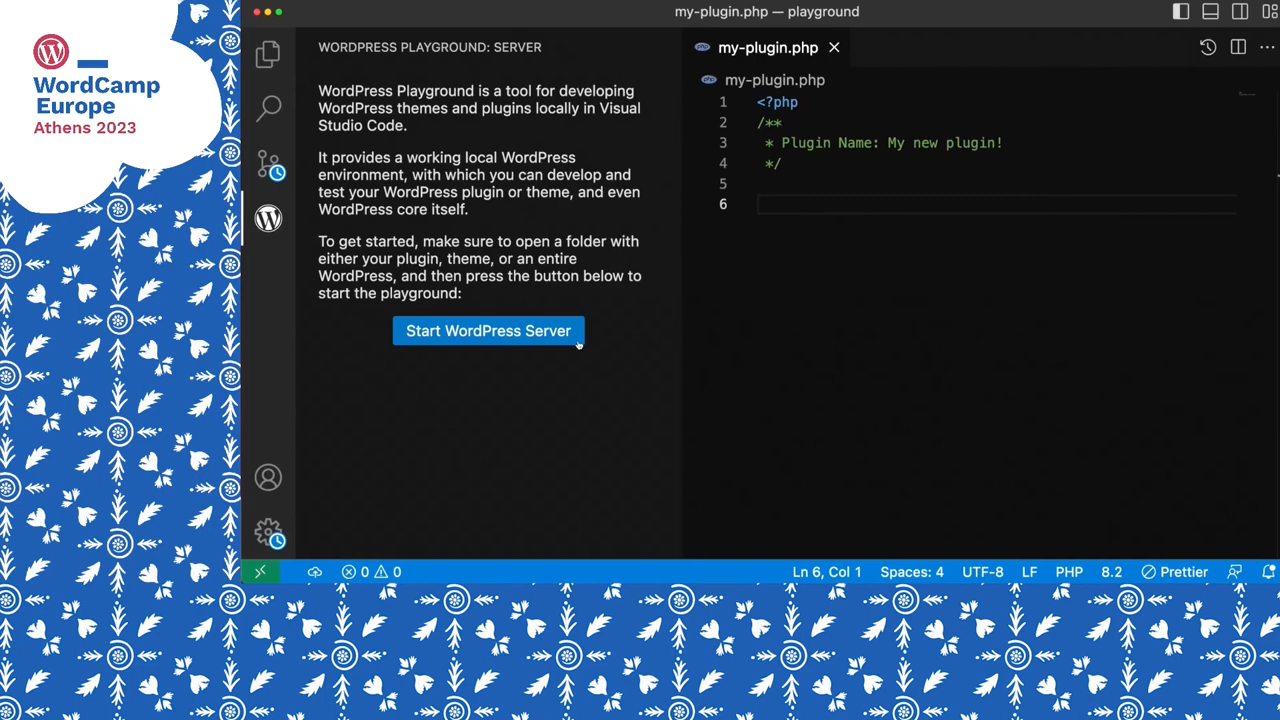 WordCamp
Europe
Athens 2023
my-plugin.php — playground
WORDPRESS PLAYGROUND: SERVER
WordPress Playground is a tool for developing
WordPress themes and plugins locally in Visual
Studio Code.
It provides a working local WordPress
environment, with which you can develop and
test your WordPress plugin or theme, and even
WordPress core itself.
To get started, make sure to open a folder with
either your plugin, theme, or an entire
WordPress, and then press the button below to
start the playground:
Start WordPress Server
my-plugin.php
my-plugin.php
1 <?php
2 /**
3 * Plugin Name: My new plugin!
4 */
5
6
0 0
Ln 6, Col 1 Spaces: 4 UTF-8 LF PHP 8.2 Prettier